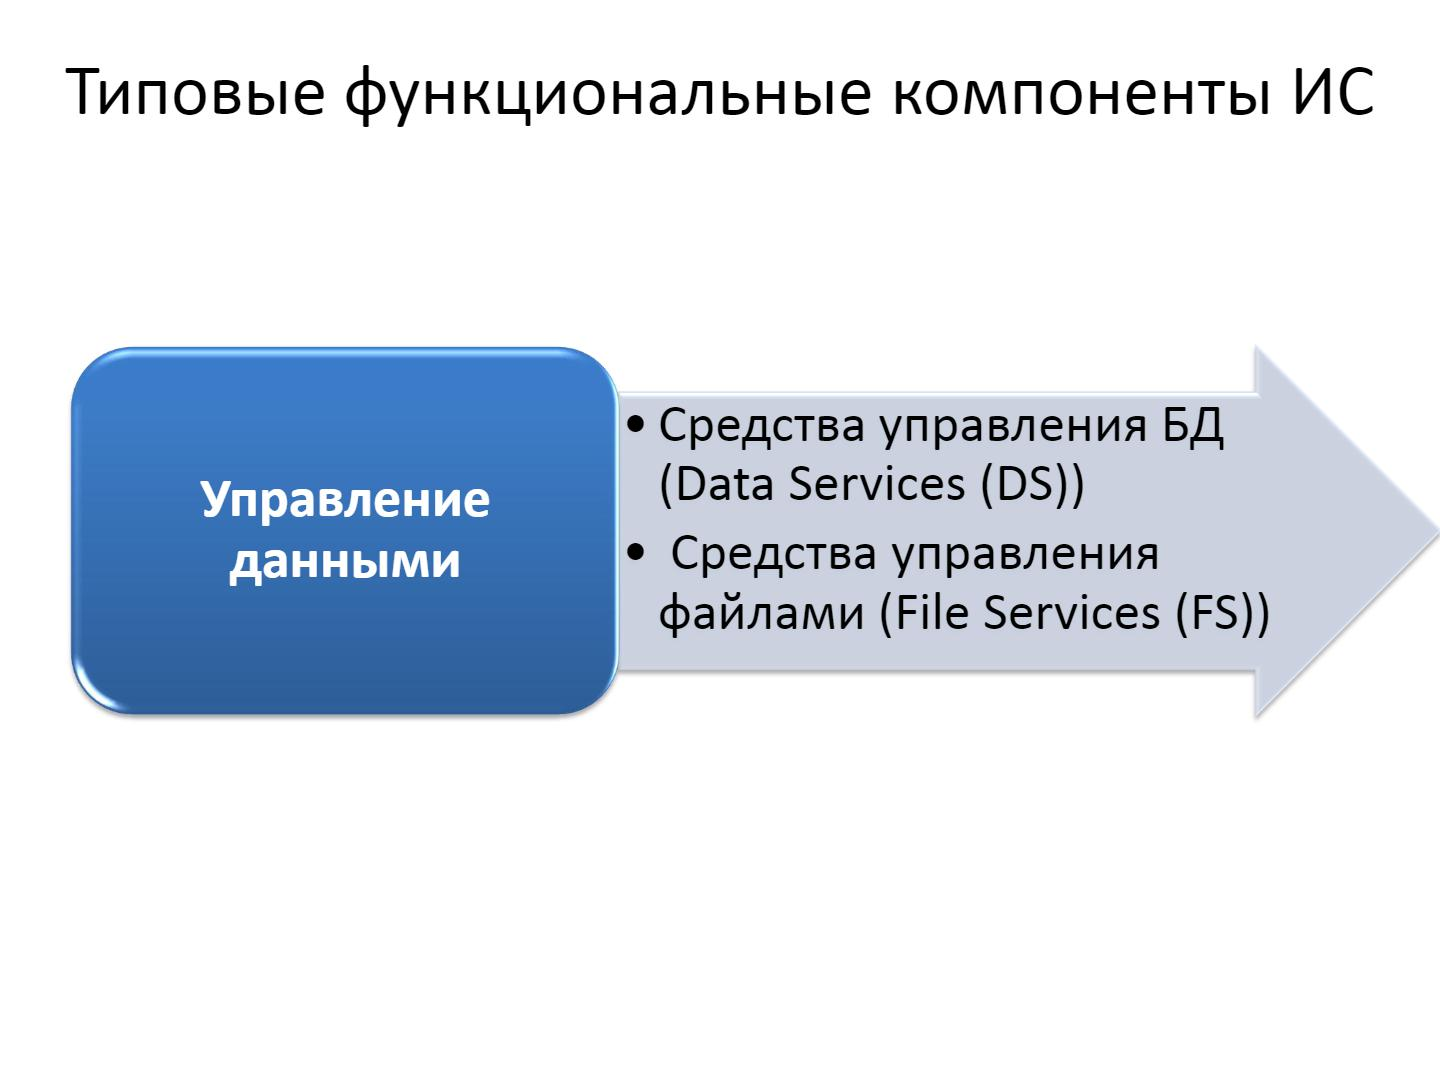 Типовые функциональные компоненты ИС
Управление
данными
• Средства управления БД
(Data Services (DS))
• Средства управления
файлами (File Services (FS))